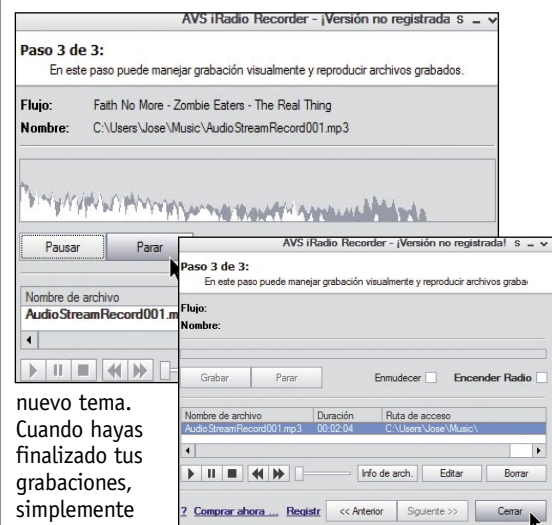 AVS iRadio Recorder - ¡Versión no registrada S
Paso 3 de 3:
En este paso puede manejar grabación visualmente y reproducir archivos grabados.
Flujo: Faith No More - Zombie Eaters - The Real Thing
Nombre: C:\Users\Jose\Music\AudioStreamRecord001.mp3
Pausar Parar
Nombre de archivo
AudioStreamRecord001.m
AVS iRadio Recorder - ¡Versión no registrada! S
Paso 3 de 3:
En este paso puede manejar grabación visualmente y reproducir archivos graba
Flujo:
Nombre:
Grabar Parar Enmudecer Encender Radio
Nombre de archivo Duración Ruta de acceso
AudioStreamRecord001.mp3 00:02:04 C:\Users\Jose\Music\
Info de arch. Editar Borrar
? Comprar ahora ... Registr << Anterior Siguiente >> Cerrar
nuevo tema.
Cuando hayas
finalizado tus
grabaciones,
simplemente